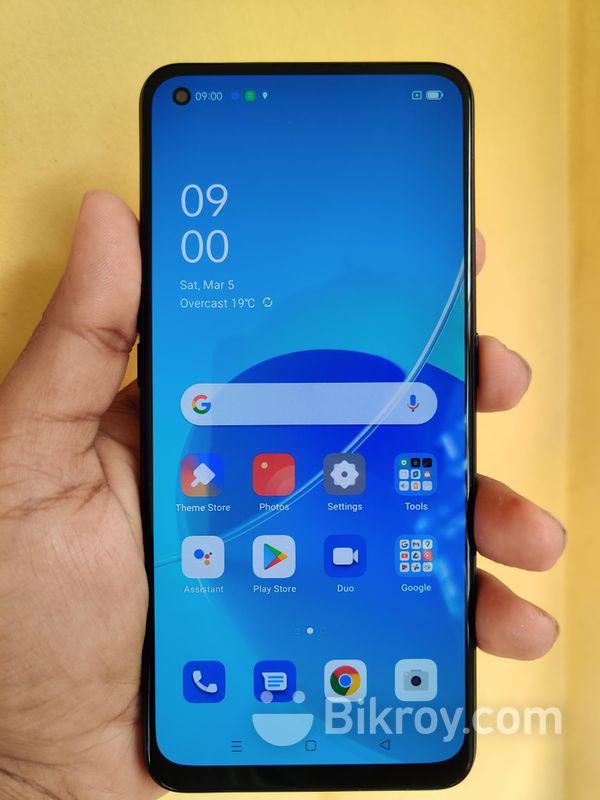 09:00
09
00
Sat, Mar 5
Overcast 19℃
Theme Store Photos Settings Tools
Assistant Play Store Duo Google
Bikroy.com